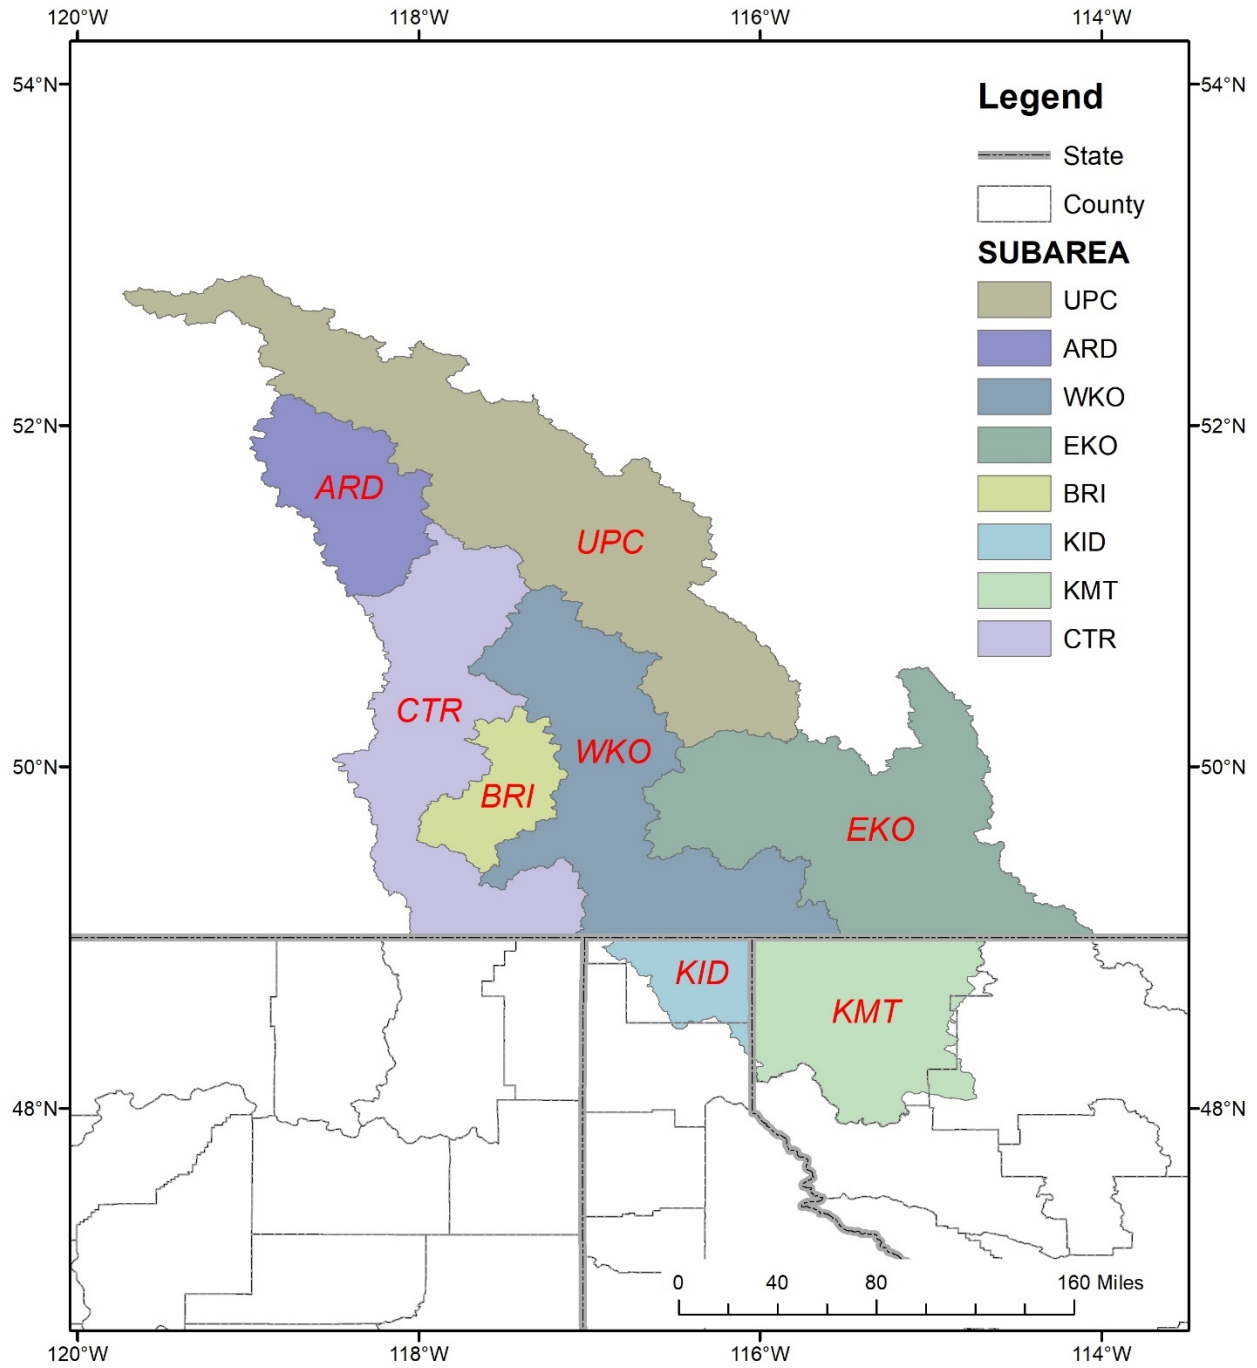 120°W 118°W 116°W 114°W
54°N 54°N
Legend
State
County
SUBAREA
UPC
ARD
WKO
EKO
BRI
KID
KMT
CTR
52°N 52°N
ARD
UPC
CTR
WKO
50°N 50°N
BRI
EKO
KID
KMT
48°N 48°N
0 40 80 160 Miles
120°W 118°W 116°W 114°W